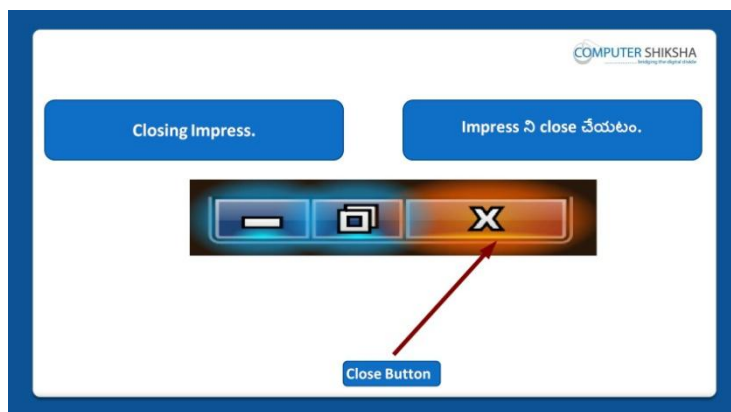 COMPUTER SHIKSHA
bridging the digital divide
Closing Impress.
Impress ని close చేయటం.
X
Close Button